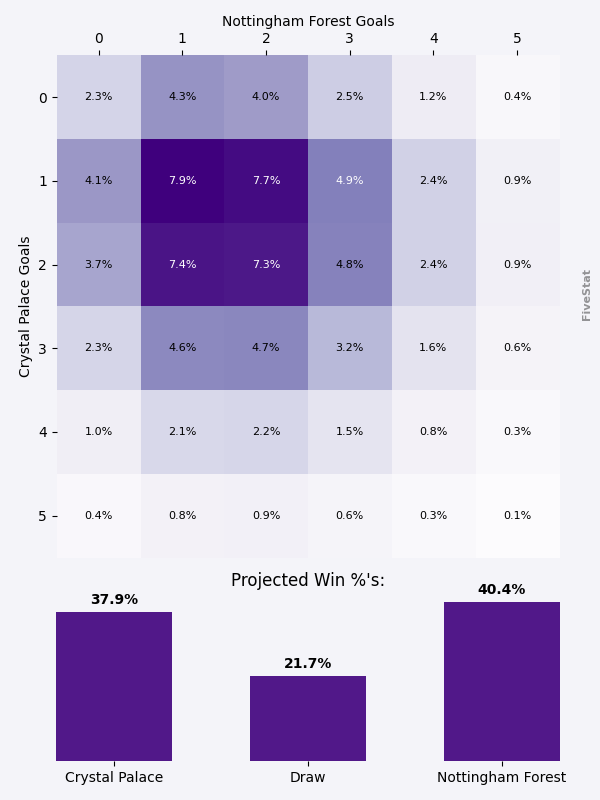 Nottingham Forest Goals
0 1 2 3 4 5
0 2.3% 4.3% 4.0% 2.5% 1.2% 0.4%
1 4.1% 7.9% 7.7% 4.9% 2.4% 0.9%
2 3.7% 7.4% 7.3% 4.8% 2.4% 0.9%
3 2.3% 4.6% 4.7% 3.2% 1.6% 0.6%
4 1.0% 2.1% 2.2% 1.5% 0.8% 0.3%
5 0.4% 0.8% 0.9% 0.6% 0.3% 0.1%
Crystal Palace Goals
FiveStat
Projected Win %'s:
37.9% 21.7% 40.4%
Crystal Palace Draw Nottingham Forest